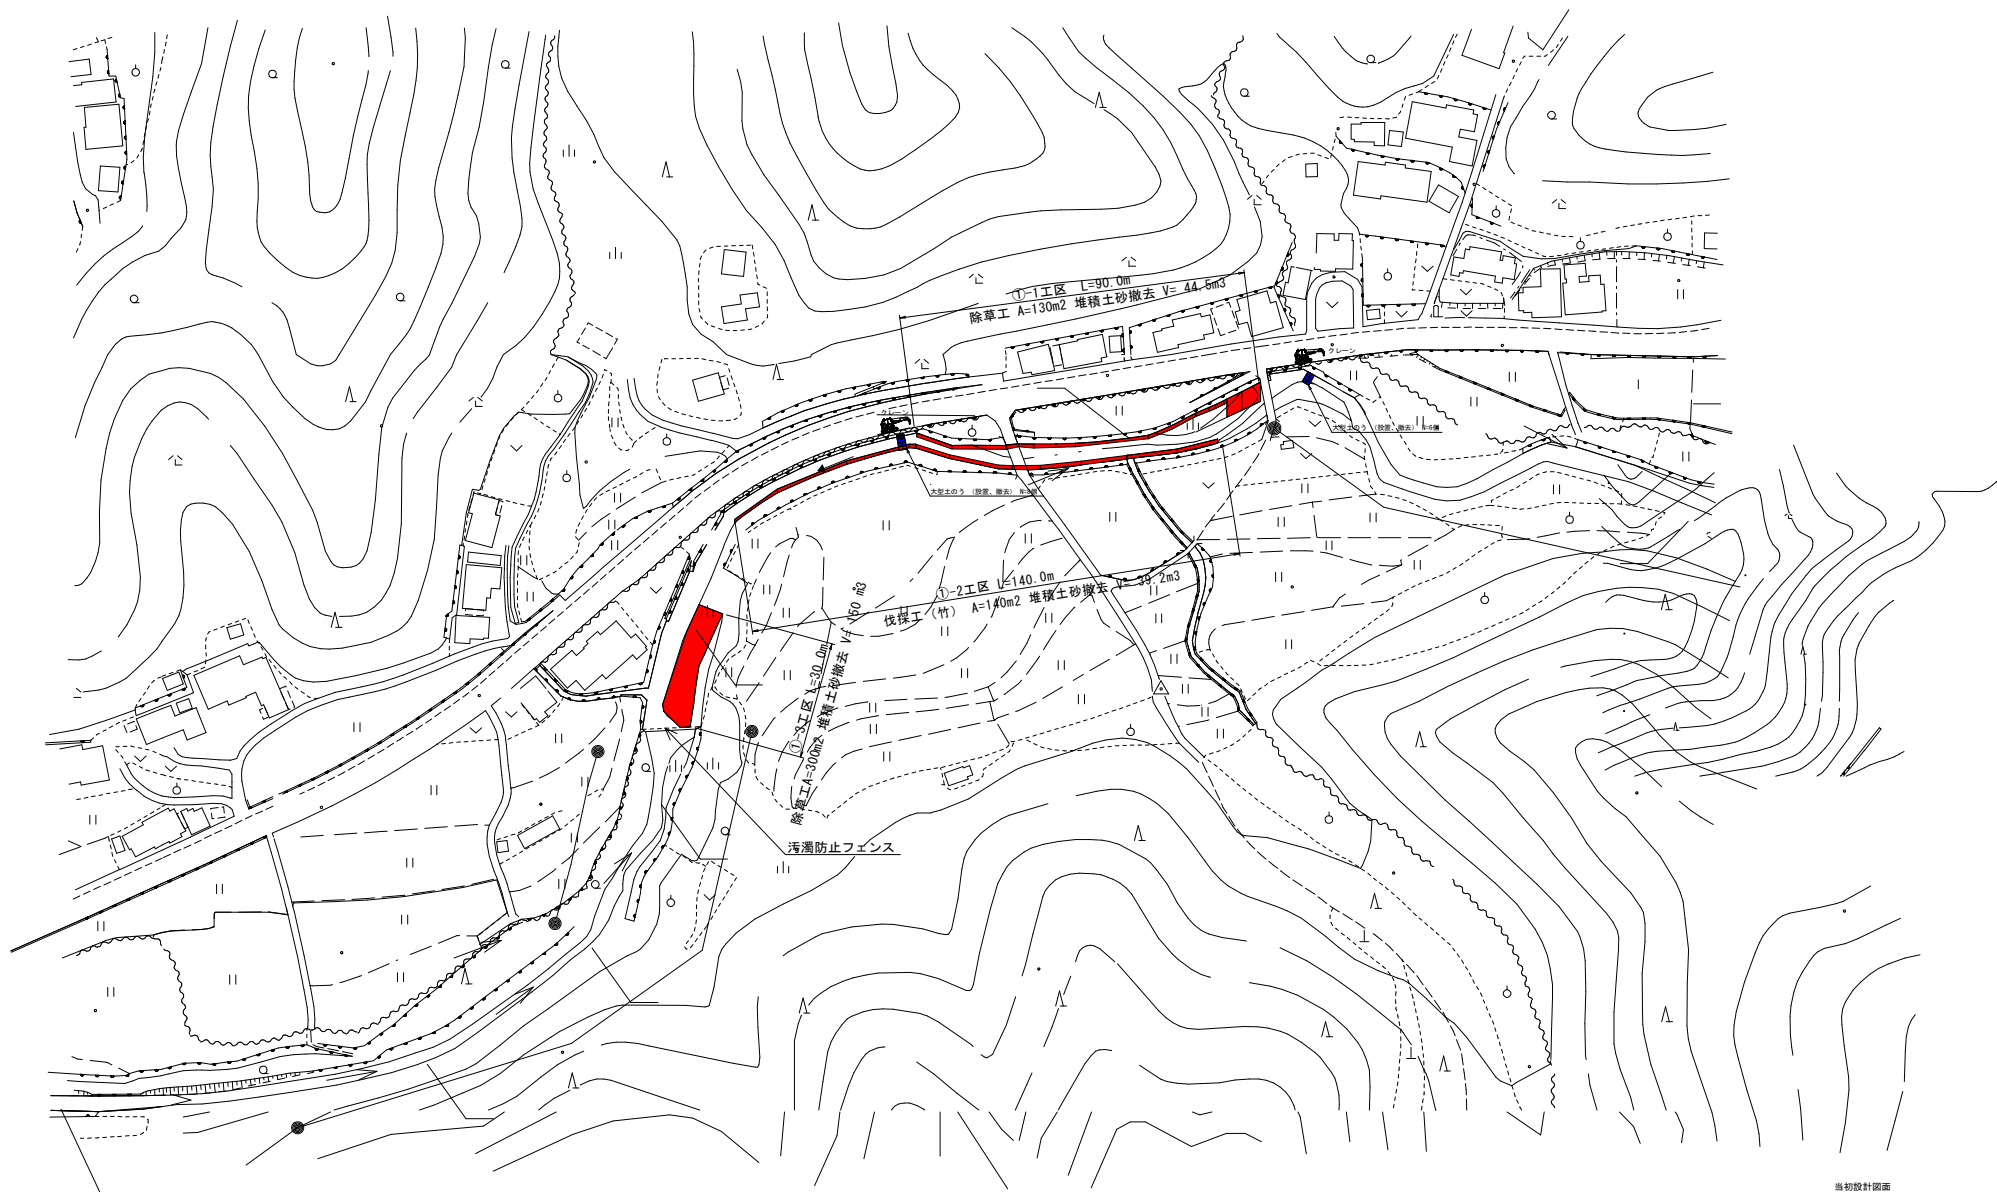 ①-1工区 L=90.0m
除草工 A=130m2 堆積土砂撤去 V= 44.5m3
クレーン
クレーン
大型土のう (設置、撤去) N=6個
大型土のう (設置、撤去)
①-2工区 L=140.0m
伐採工(竹) A=140m2 堆積土砂撤去 V= 39.2m3
①-3工区 L=30.0m
除草工A=300m2 堆積土砂撤去 V= 150 m3
汚濁防止フェンス
当初設計図面